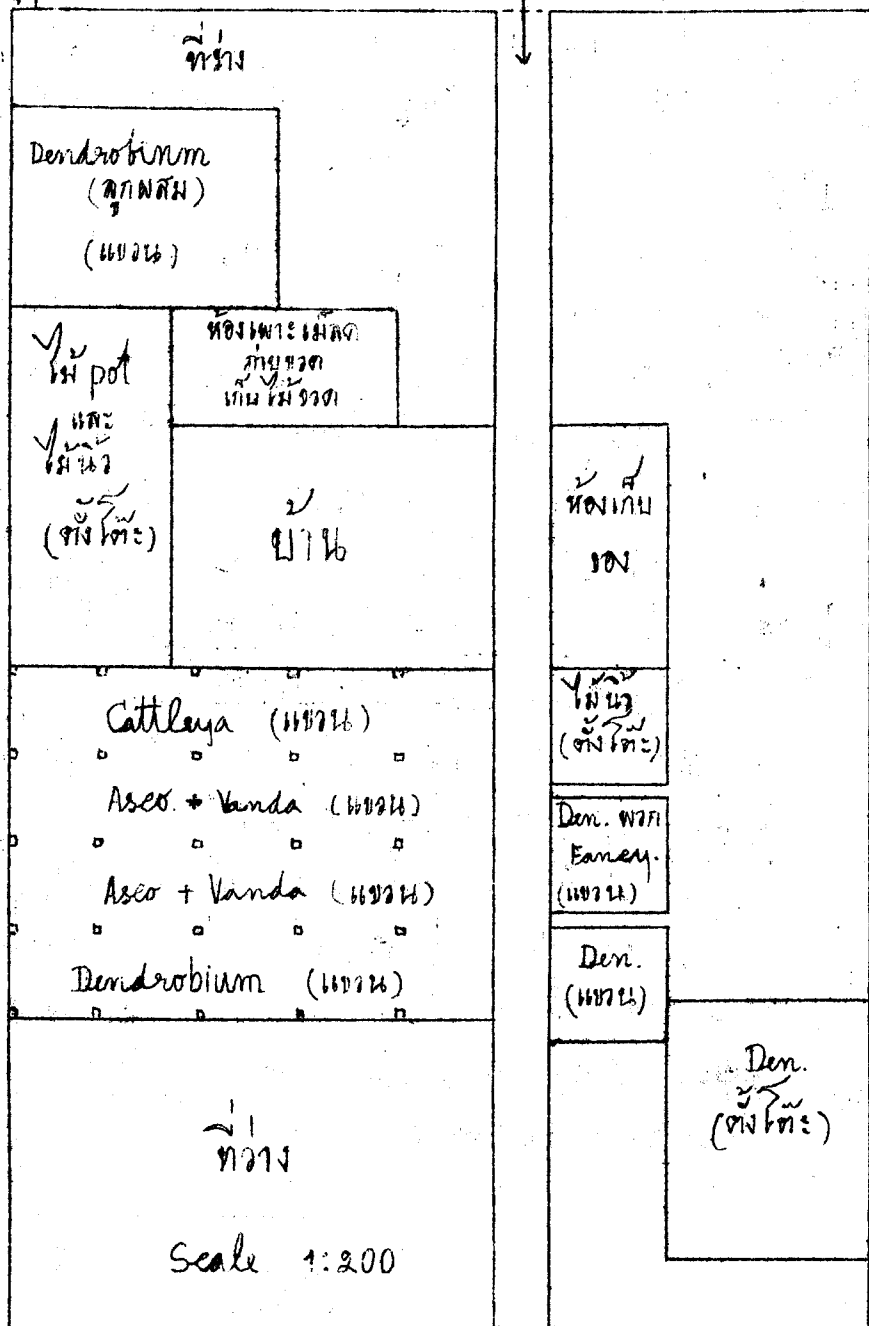 ที่ว่าง
Dendrobium
(ลูกผสม)
(แขวน)
ไม้ pot
และ
ไม้นิ้ว
(ตั้งโต๊ะ)
ห้องเพาะเมล็ด
ถ่ายขวด
เก็บไม้ขวด
บ้าน
Cattleya (แขวน)
Asco. + Vanda (แขวน)
Asco + Vanda (แขวน)
Dendrobium (แขวน)
ที่ว่าง
Scale 1:200
ห้องเก็บ
ของ
ไม้นิ้ว
(ตั้งโต๊ะ)
Den. พวก
Fancy.
(แขวน)
Den.
(แขวน)
Den.
(ตั้งโต๊ะ)